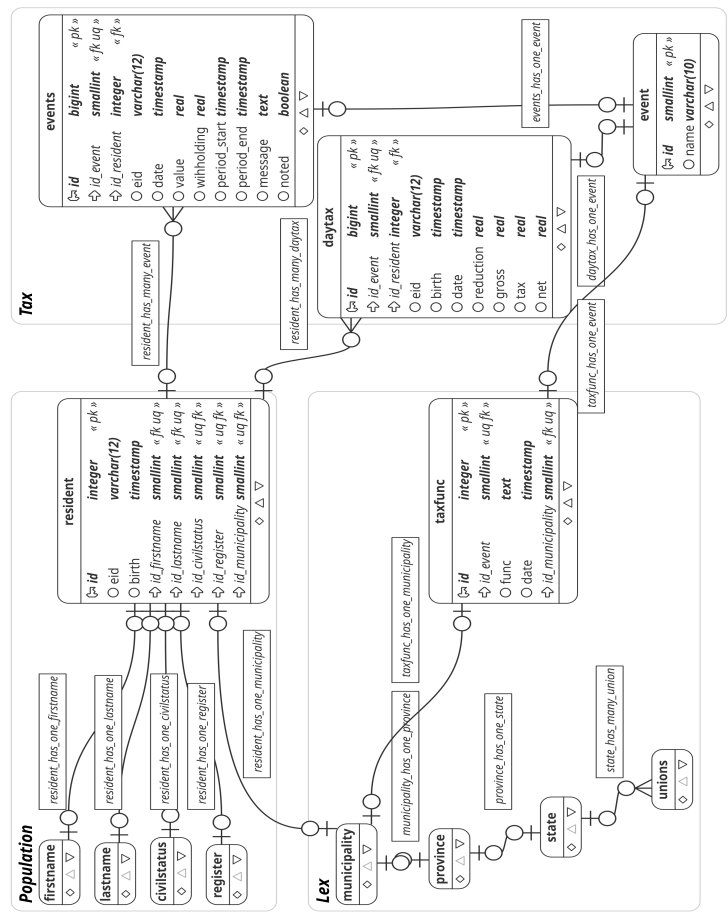 Population
firstname
lastname
civilstatus
register
resident_has_one_firstname
resident_has_one_lastname
resident_has_one_civilstatus
resident_has_one_register
resident_has_one_municipality
resident
id integer « pk »
eid varchar(12)
birth timestamp
id_firstname smallint « fk uq »
id_lastname smallint « fk uq »
id_civilstatus smallint « uq fk »
id_register smallint « uq fk »
id_municipality smallint « uq fk »
Tax
resident_has_many_event
resident_has_many_daytax
events
id bigint « pk »
id_event smallint « fk uq »
id_resident integer « fk »
eid varchar(12)
date timestamp
value real
wihholding real
period_start timestamp
period_end timestamp
message text
noted boolean
daytax
id bigint « pk »
id_event smallint « fk uq »
id_resident integer « fk »
eid varchar(12)
birth timestamp
date timestamp
reduction real
gross real
tax real
net real
events_has_one_event
daytax_has_one_event
taxfunc_has_one_event
event
id smallint « pk »
name varchar(10)
Lex
municipality
province
state
unions
municipality_has_one_province
province_has_one_state
state_has_many_union
taxfunc_has_one_municipality
taxfunc
id integer « pk »
id_event smallint « uq fk »
func text
date timestamp
id_municipality smallint « fk uq »